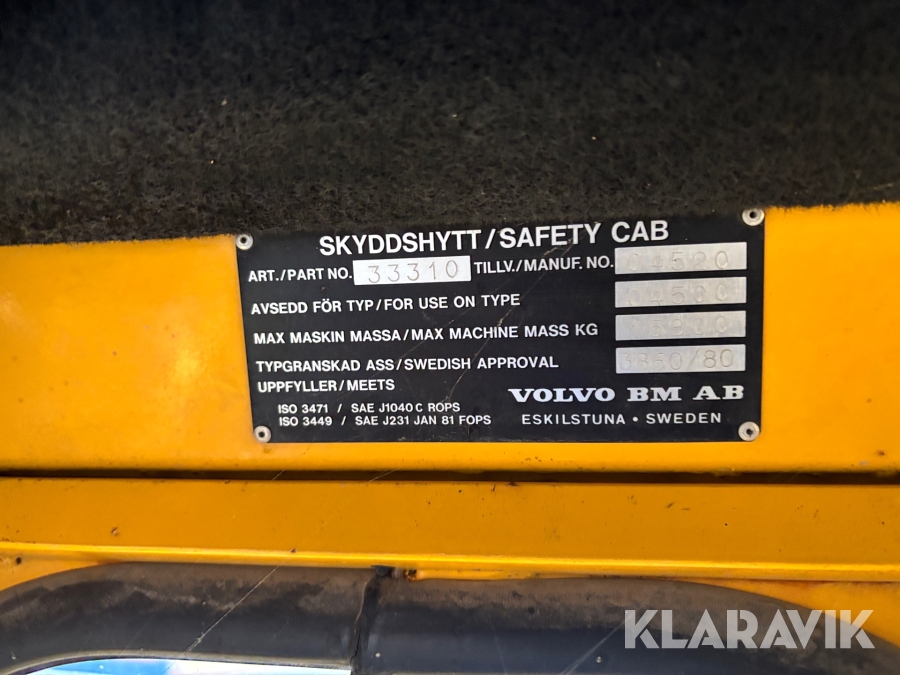 SKYDDSHYTT/SAFETY CAB
ART./PART NO. 33310 TILLV./MANUF. NO.
AVSEDD FÖR TYP/FOR USE ON TYPE
MAX MASKIN MASSA/MAX MACHINE MASS KG
TYPGRANSKAD ASS/SWEDISH APPROVAL
UPPFYLLER/MEETS
VOLVO BM AB
ISO 3471 / SAE J1040C ROPS
ISO 3449 / SAE J231 JAN 81 FOPS
ESKILSTUNA • SWEDEN
KLARAVIK